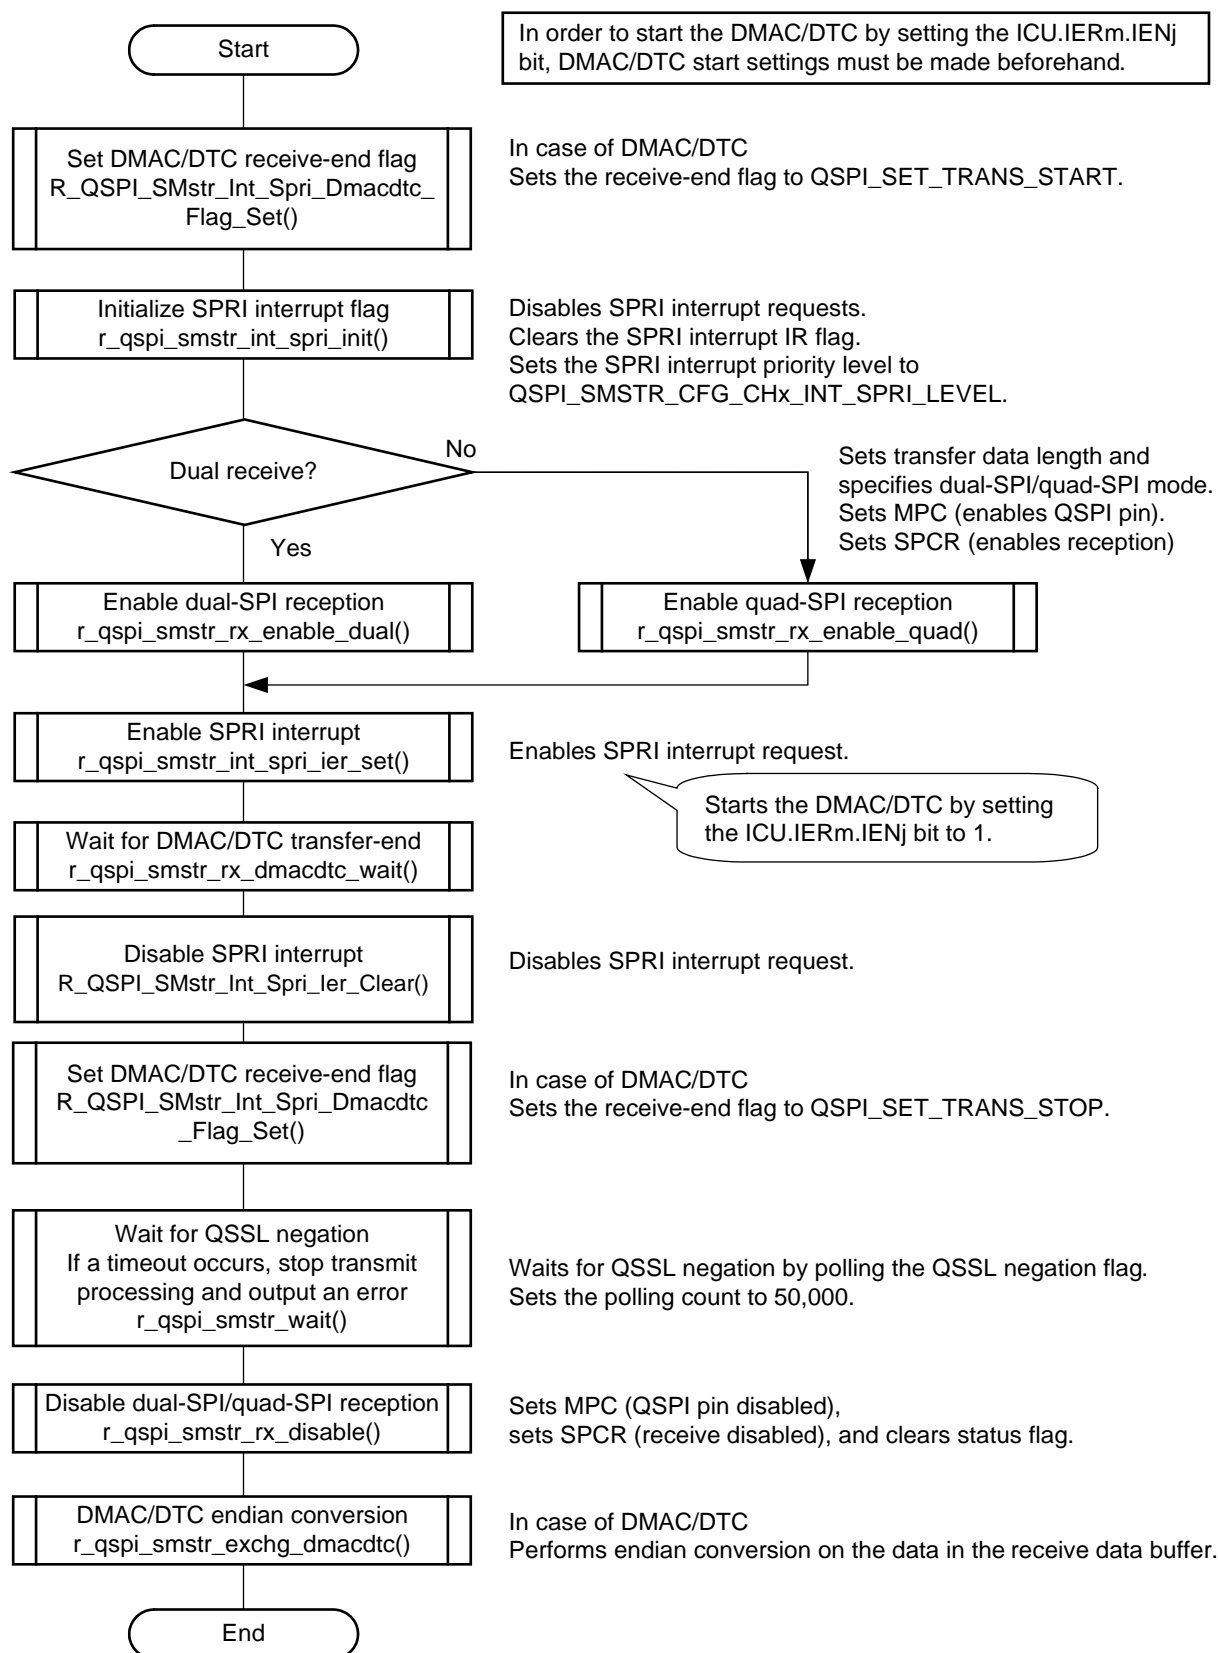 Start
In order to start the DMAC/DTC by setting the ICU.IERm.IENj
bit, DMAC/DTC start settings must be made beforehand.
Set DMAC/DTC receive-end flag
R_QSPI_SMstr_Int_Spri_Dmacdtc_
Flag_Set()
In case of DMAC/DTC
Sets the receive-end flag to QSPI_SET_TRANS_START.
Initialize SPRI interrupt flag
r_qspi_smstr_int_spri_init()
Disables SPRI interrupt requests.
Clears the SPRI interrupt IR flag.
Sets the SPRI interrupt priority level to
QSPI_SMSTR_CFG_CHx_INT_SPRI_LEVEL.
Dual receive?
No
Yes
Sets transfer data length and
specifies dual-SPI/quad-SPI mode.
Sets MPC (enables QSPI pin).
Sets SPCR (enables reception)
Enable dual-SPI reception
r_qspi_smstr_rx_enable_dual()
Enable quad-SPI reception
r_qspi_smstr_rx_enable_quad()
Enable SPRI interrupt
r_qspi_smstr_int_spri_ier_set()
Enables SPRI interrupt request.
Starts the DMAC/DTC by setting
the ICU.IERm.IENj bit to 1.
Wait for DMAC/DTC transfer-end
r_qspi_smstr_rx_dmacdtc_wait()
Disable SPRI interrupt
R_QSPI_SMstr_Int_Spri_Ier_Clear()
Disables SPRI interrupt request.
Set DMAC/DTC receive-end flag
R_QSPI_SMstr_Int_Spri_Dmacdtc
_Flag_Set()
In case of DMAC/DTC
Sets the receive-end flag to QSPI_SET_TRANS_STOP.
Wait for QSSL negation
If a timeout occurs, stop transmit
processing and output an error
r_qspi_smstr_wait()
Waits for QSSL negation by polling the QSSL negation flag.
Sets the polling count to 50,000.
Disable dual-SPI/quad-SPI reception
r_qspi_smstr_rx_disable()
Sets MPC (QSPI pin disabled),
sets SPCR (receive disabled), and clears status flag.
DMAC/DTC endian conversion
r_qspi_smstr_exchg_dmacdtc()
In case of DMAC/DTC
Performs endian conversion on the data in the receive data buffer.
End